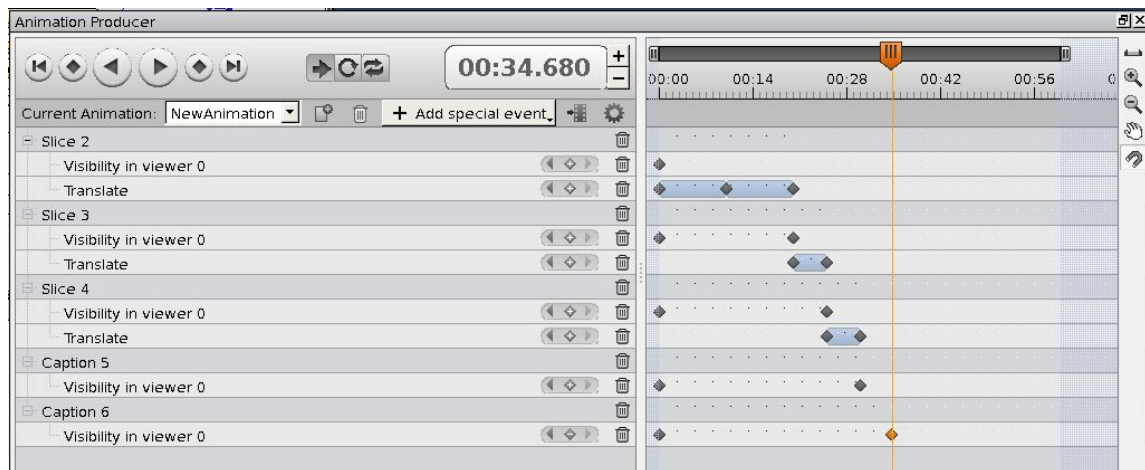 Animation Producer
00:34.680
+
−
00:00 00:14 00:28 00:42 00:56 0
Current Animation: NewAnimation + Add special event
Slice 2
Visibility in viewer 0
Translate
Slice 3
Visibility in viewer 0
Translate
Slice 4
Visibility in viewer 0
Translate
Caption 5
Visibility in viewer 0
Caption 6
Visibility in viewer 0